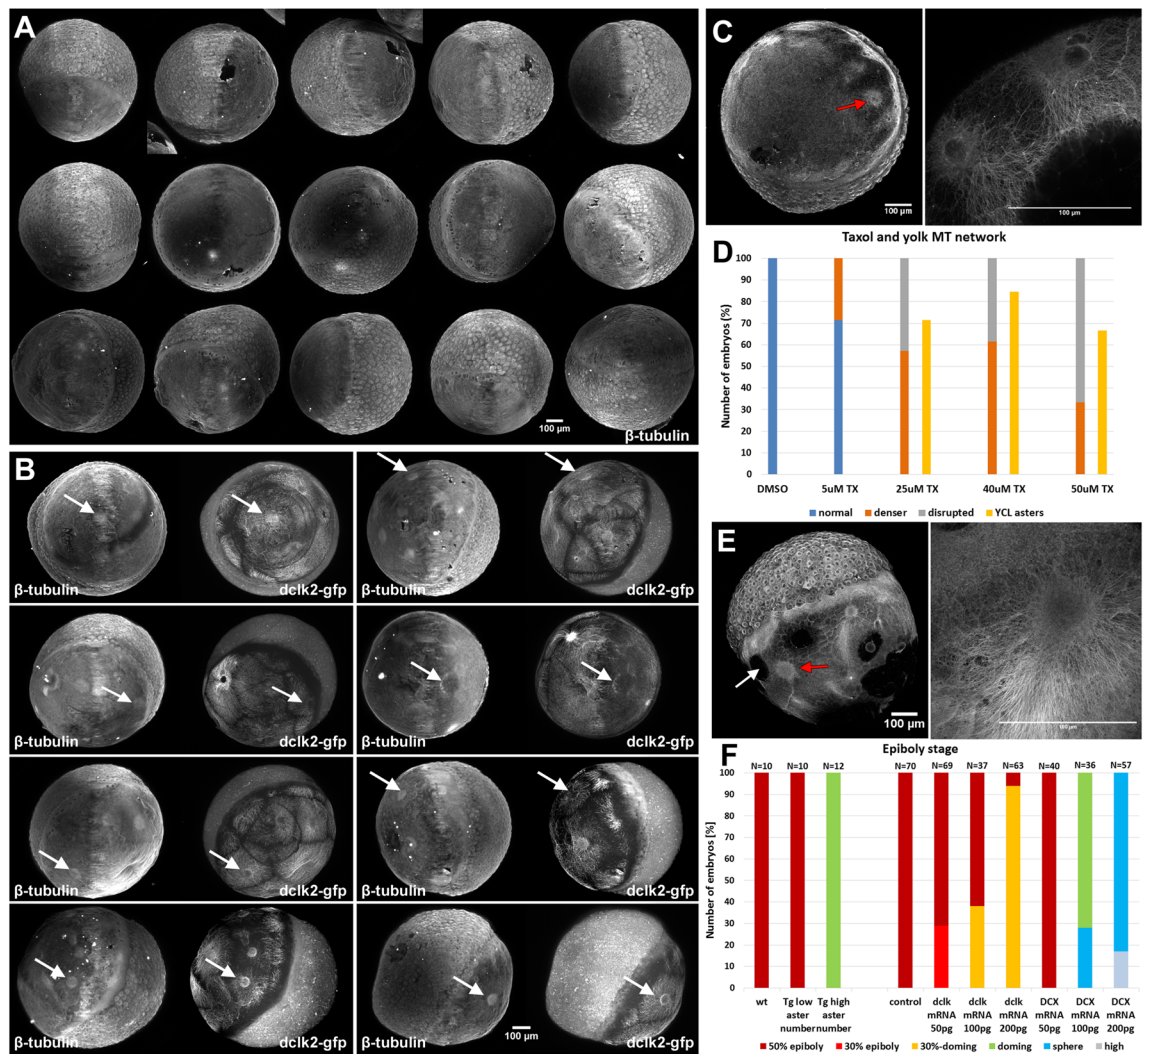 A
100 µm
β-tubulin
B
β-tubulin
dclk2-gfp
β-tubulin
dclk2-gfp
β-tubulin
dclk2-gfp
β-tubulin
dclk2-gfp
β-tubulin
dclk2-gfp
β-tubulin
dclk2-gfp
β-tubulin
dclk2-gfp
β-tubulin
100 µm
dclk2-gfp
C
100 µm
100 µm
D
Taxol and yolk MT network
Number of embryos [%]
100
90
80
70
60
50
40
30
20
10
0
DMSO 5uM TX 25uM TX 40uM TX 50uM TX
normal denser disrupted YCL asters
E
100 µm
F
Epiboly stage
N=10 N=10 N=12 N=70 N=69 N=37 N=63 N=40 N=36 N=57
Number of embryos [%]
100
90
80
70
60
50
40
30
20
10
0
wt Tg low Tg high control dclk dclk dclk DCX DCX DCX
aster aster mRNA mRNA mRNA mRNA mRNA mRNA
number number 50pg 100pg 200pg 50pg 100pg 200pg
50% epiboly 30% epiboly 30%-doming doming sphere high